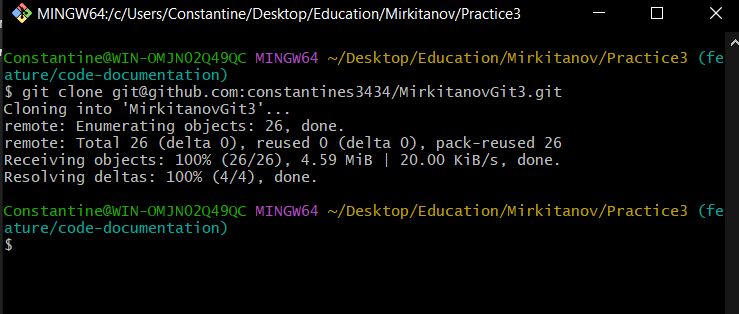 MINGW64:/c/Users/Constantine/Desktop/Education/Mirkitanov/Practice3
Constantine@WIN-OMJNO2Q49QC MINGW64 ~/Desktop/Education/Mirkitanov/Practice3 (fe
ature/code-documentation)
$ git clone git@github.com:constantines3434/MirkitanovGit3.git
Cloning into 'MirkitanovGit3'...
remote: Enumerating objects: 26, done.
remote: Total 26 (delta 0), reused 0 (delta 0), pack-reused 26
Receiving objects: 100% (26/26), 4.59 MiB | 20.00 KiB/s, done.
Resolving deltas: 100% (4/4), done.
Constantine@WIN-OMJNO2Q49QC MINGW64 ~/Desktop/Education/Mirkitanov/Practice3 (fe
ature/code-documentation)
$